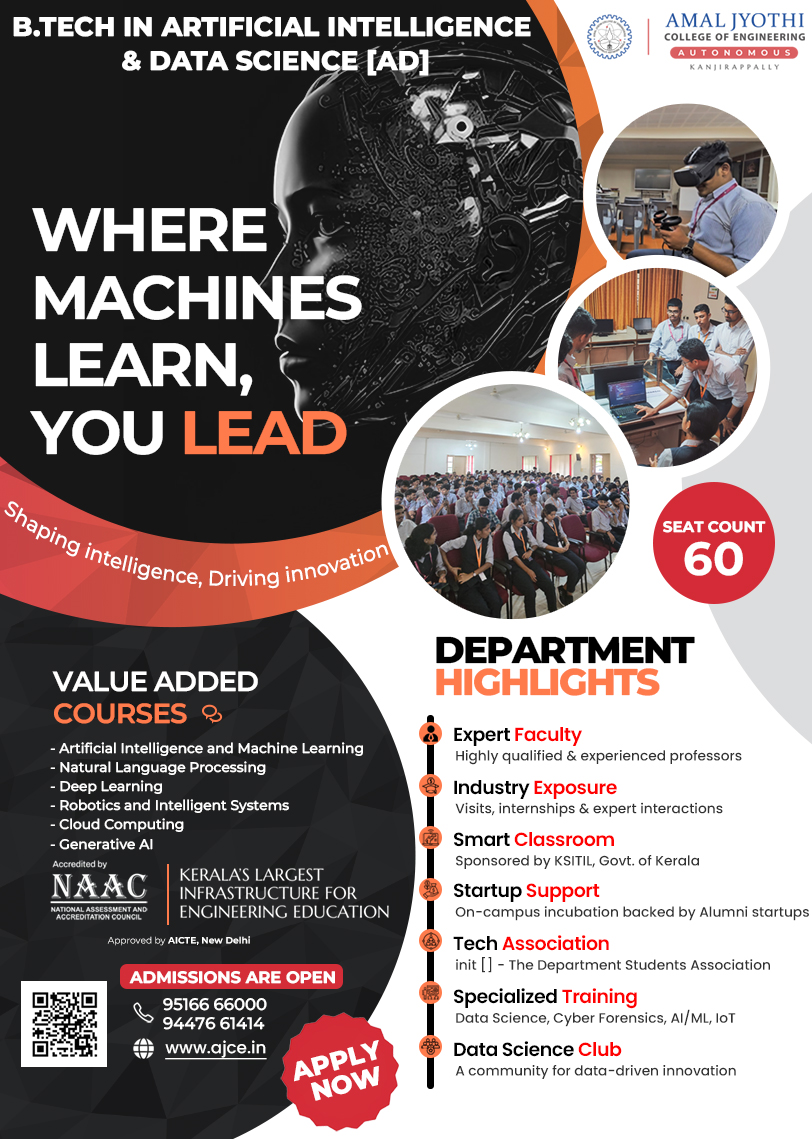 B.TECH IN ARTIFICIAL INTELLIGENCE
& DATA SCIENCE [AD]
AMAL JYOTHI
COLLEGE OF ENGINEERING
AUTONOMOUS
KANJIRAPPALLY
WHERE
MACHINES
LEARN,
YOU LEAD
Shaping intelligence, Driving innovation
SEAT COUNT
60
VALUE ADDED
COURSES
- Artificial Intelligence and Machine Learning
- Natural Language Processing
- Deep Learning
- Robotics and Intelligent Systems
- Cloud Computing
- Generative AI
Accredited by
NAAC
NATIONAL ASSESSMENT AND
ACCREDITATION COUNCIL
KERALA'S LARGEST
INFRASTRUCTURE FOR
ENGINEERING EDUCATION
Approved by AICTE, New Delhi
ADMISSIONS ARE OPEN
95166 66000
94476 61414
www.ajce.in
APPLY
NOW
DEPARTMENT
HIGHLIGHTS
Expert Faculty
Highly qualified & experienced professors
Industry Exposure
Visits, internships & expert interactions
Smart Classroom
Sponsored by KSITIL, Govt. of Kerala
Startup Support
On-campus incubation backed by Alumni startups
Tech Association
init [] - The Department Students Association
Specialized Training
Data Science, Cyber Forensics, AI/ML, IoT
Data Science Club
A community for data-driven innovation